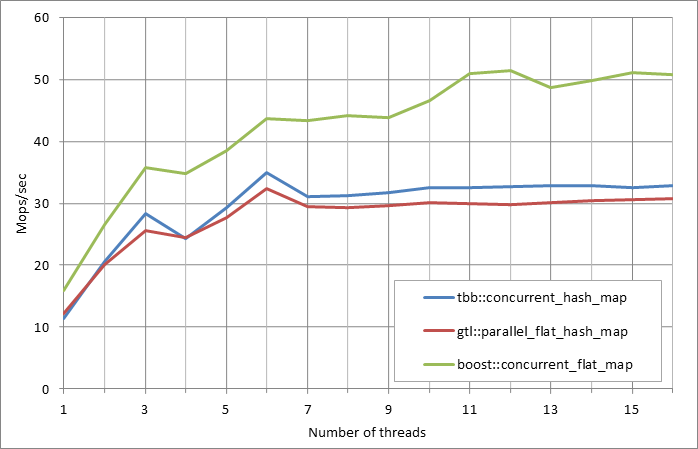 60
50
40
30
20
10
0
Mops/sec
tbb::concurrent_hash_map
gtl::parallel_flat_hash_map
boost::concurrent_flat_map
1 3 5 7 9 11 13 15
Number of threads